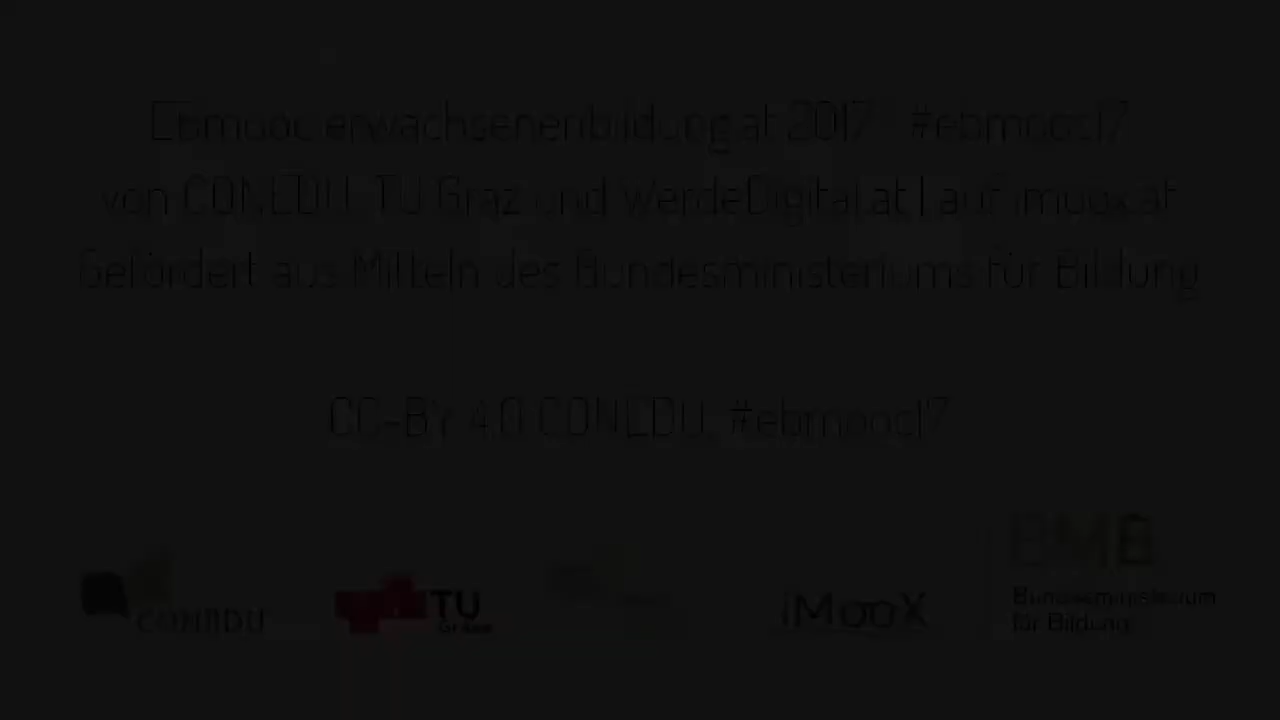 Ebmooc erwachsenenbildung.at 2017 #ebmooc17
von CONEDU, TU Graz und WerdeDigital.at | auf imoox.at
Gefördert aus Mitteln des Bundesministeriums für Bildung
CC-BY 4.0 CONEDU, #ebmooc17
CONEDU
TU
Graz
iMooX
BMB
Bundesministerium
für Bildung